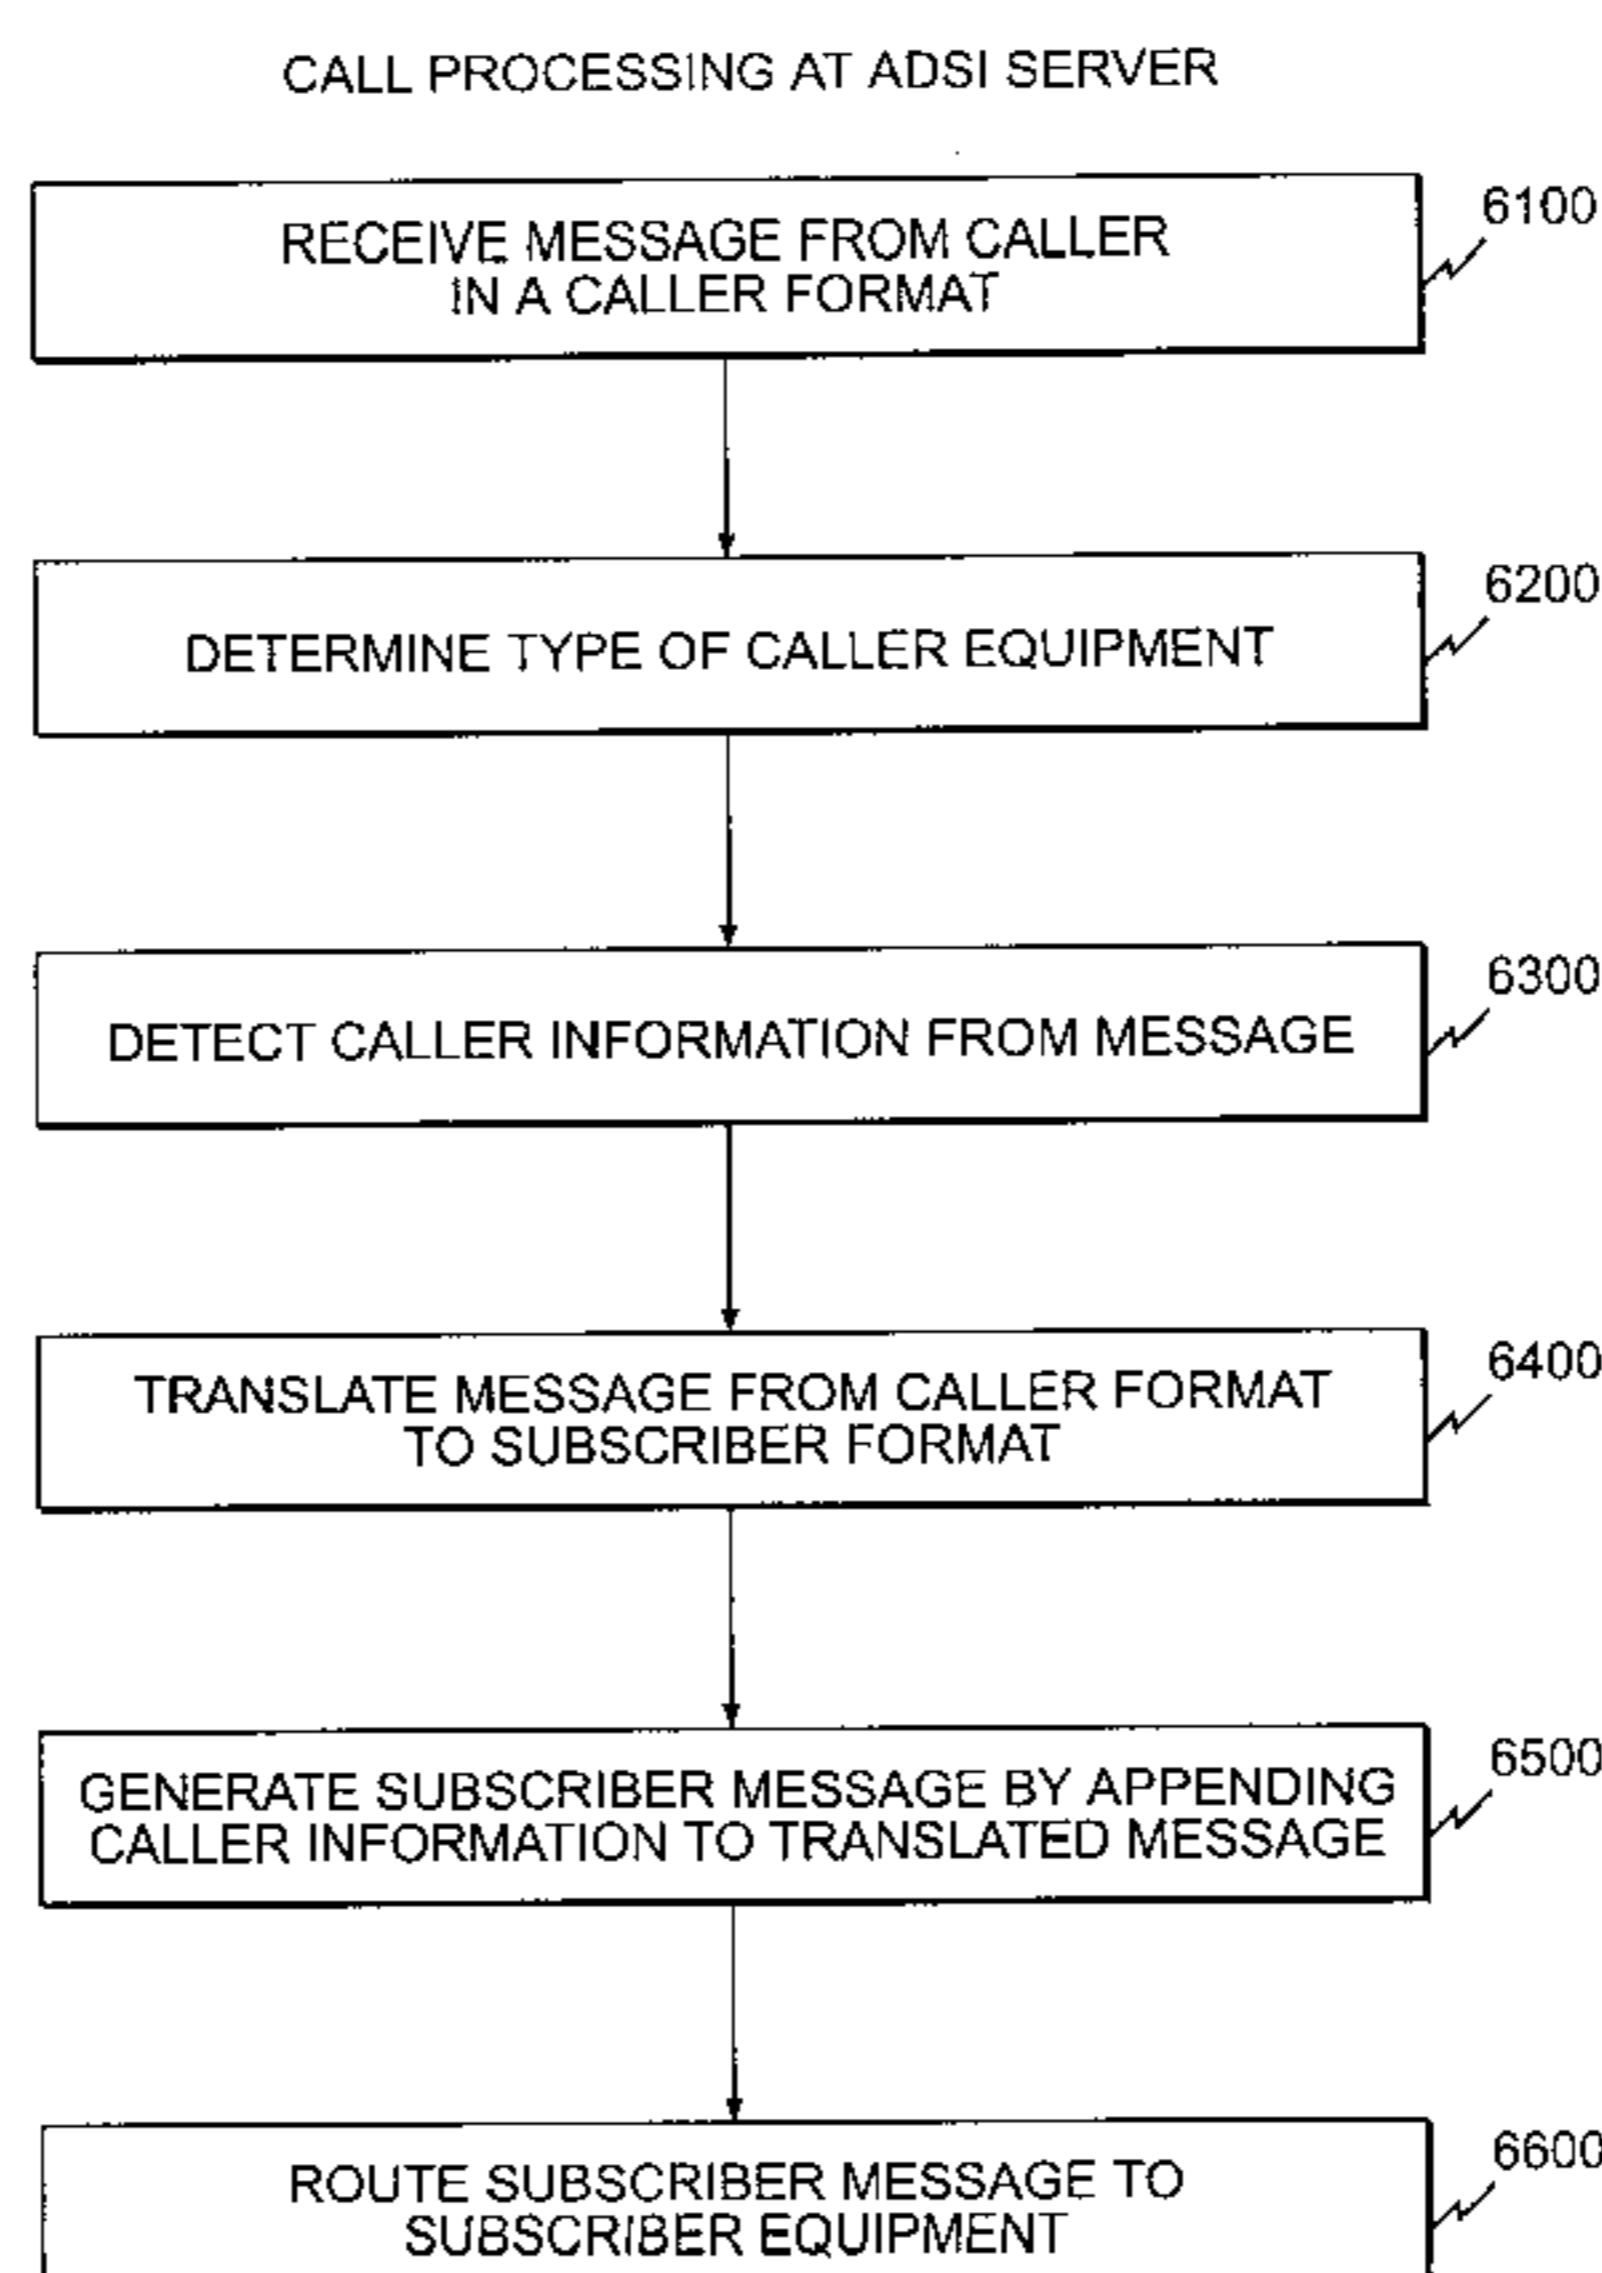 CALL PROCESSING AT ADSI SERVER
RECEIVE MESSAGE FROM CALLER
IN A CALLER FORMAT
6100
DETERMINE TYPE OF CALLER EQUIPMENT
6200
DETECT CALLER INFORMATION FROM MESSAGE
6300
TRANSLATE MESSAGE FROM CALLER FORMAT
TO SUBSCRIBER FORMAT
6400
GENERATE SUBSCRIBER MESSAGE BY APPENDING
CALLER INFORMATION TO TRANSLATED MESSAGE
6500
ROUTE SUBSCRIBER MESSAGE TO
SUBSCRIBER EQUIPMENT
6600